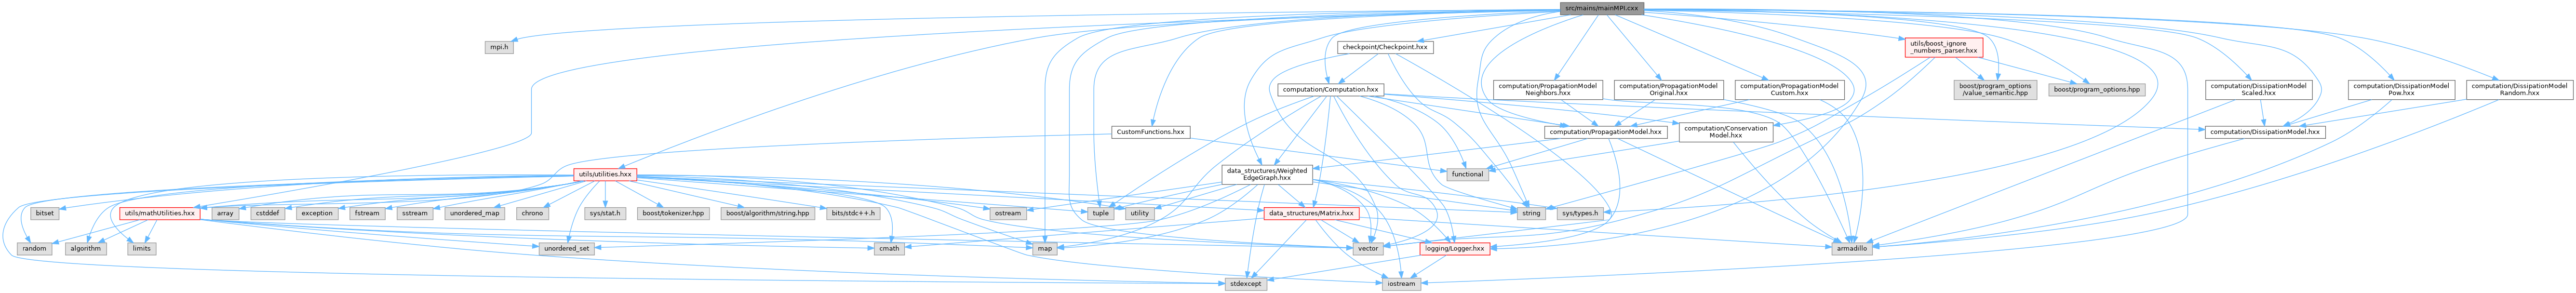 src/mains/mainMPI.cxx
mpi.h
checkpoint/Checkpoint.hxx
utils/boost_ignore
_numbers_parser.hxx
computation/Computation.hxx
computation/PropagationModel
Neighbors.hxx
computation/PropagationModel
Original.hxx
computation/PropagationModel
Custom.hxx
boost/program_options
/value_semantic.hpp
boost/program_options.hpp
computation/DissipationModel
Scaled.hxx
computation/DissipationModel
Pow.hxx
computation/DissipationModel
Random.hxx
CustomFunctions.hxx
computation/PropagationModel.hxx
computation/Conservation
Model.hxx
computation/DissipationModel.hxx
utils/utilities.hxx
data_structures/Weighted
EdgeGraph.hxx
functional
bitset
utils/mathUtilities.hxx
array
cstddef
exception
fstream
sstream
unordered_map
chrono
sys/stat.h
boost/tokenizer.hpp
boost/algorithm/string.hpp
bits/stdc++.h
ostream
tuple
utility
data_structures/Matrix.hxx
string
sys/types.h
random
algorithm
limits
unordered_set
cmath
map
vector
logging/Logger.hxx
armadillo
stdexcept
iostream